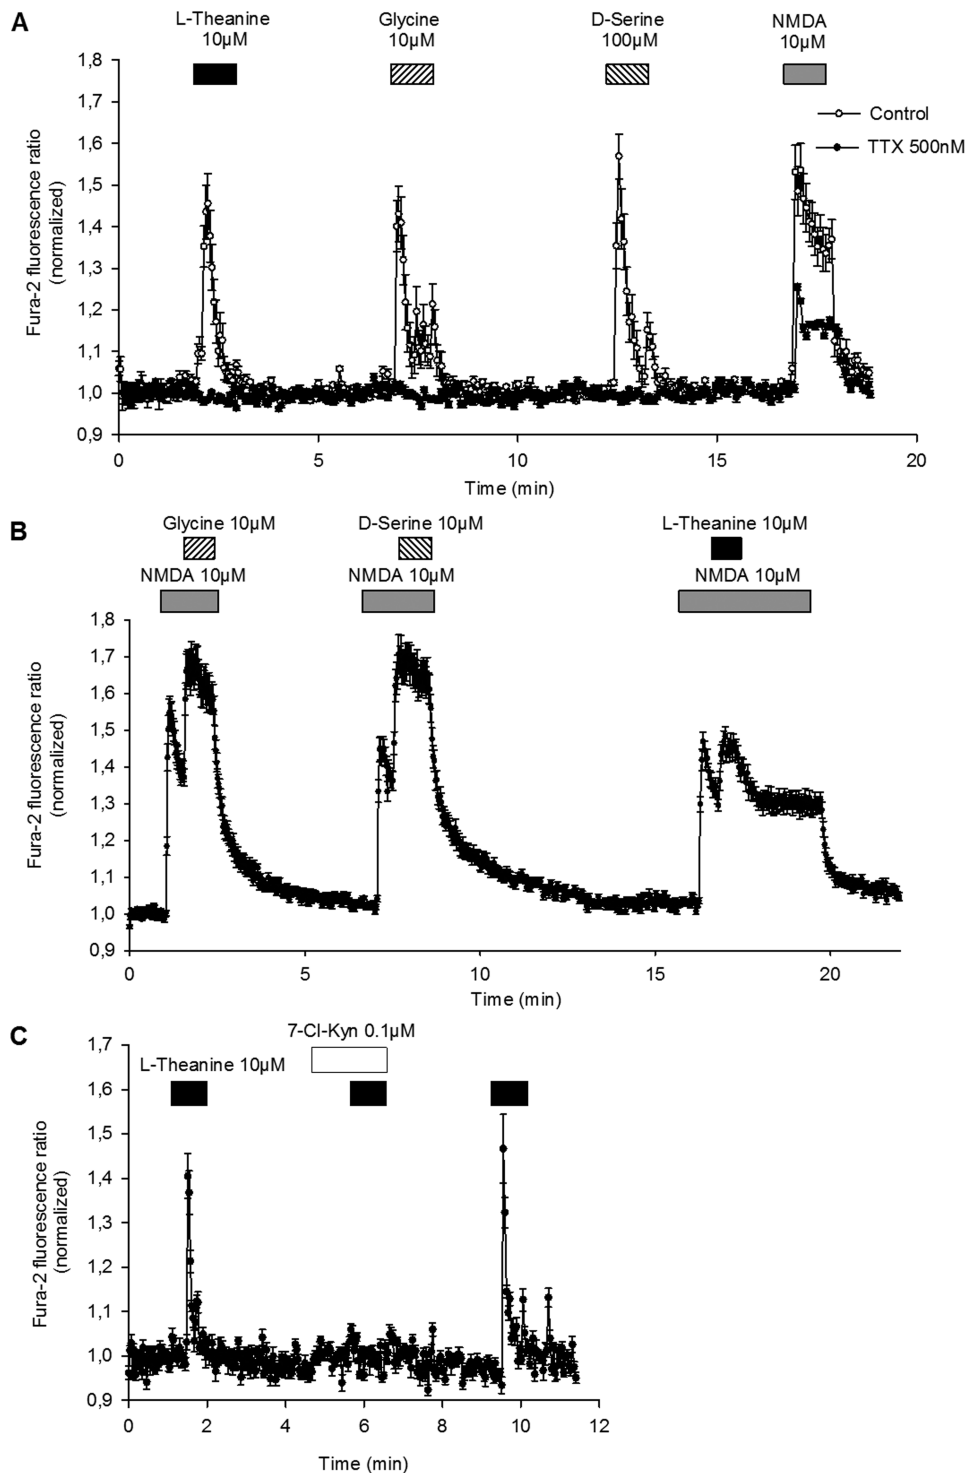 A
L-Theanine
10µM
Glycine
10µM
D-Serine
100µM
NMDA
10µM
1,8
1,7
1,6
1,5
1,4
1,3
1,2
1,1
1,0
0,9
Fura-2 fluorescence ratio
(normalized)
Control
TTX 500nM
0 5 10 15 20
Time (min)
B
Glycine 10µM D-Serine 10µM L-Theanine 10µM
NMDA 10µM NMDA 10µM NMDA 10µM
1,8
1,7
1,6
1,5
1,4
1,3
1,2
1,1
1,0
0,9
Fura-2 fluorescence ratio
(normalized)
0 5 10 15 20
Time (min)
C
7-Cl-Kyn 0.1µM
L-Theanine 10µM
1,7
1,6
1,5
1,4
1,3
1,2
1,1
1,0
0,9
Fura-2 fluorescence ratio
(normalized)
0 2 4 6 8 10 12
Time (min)